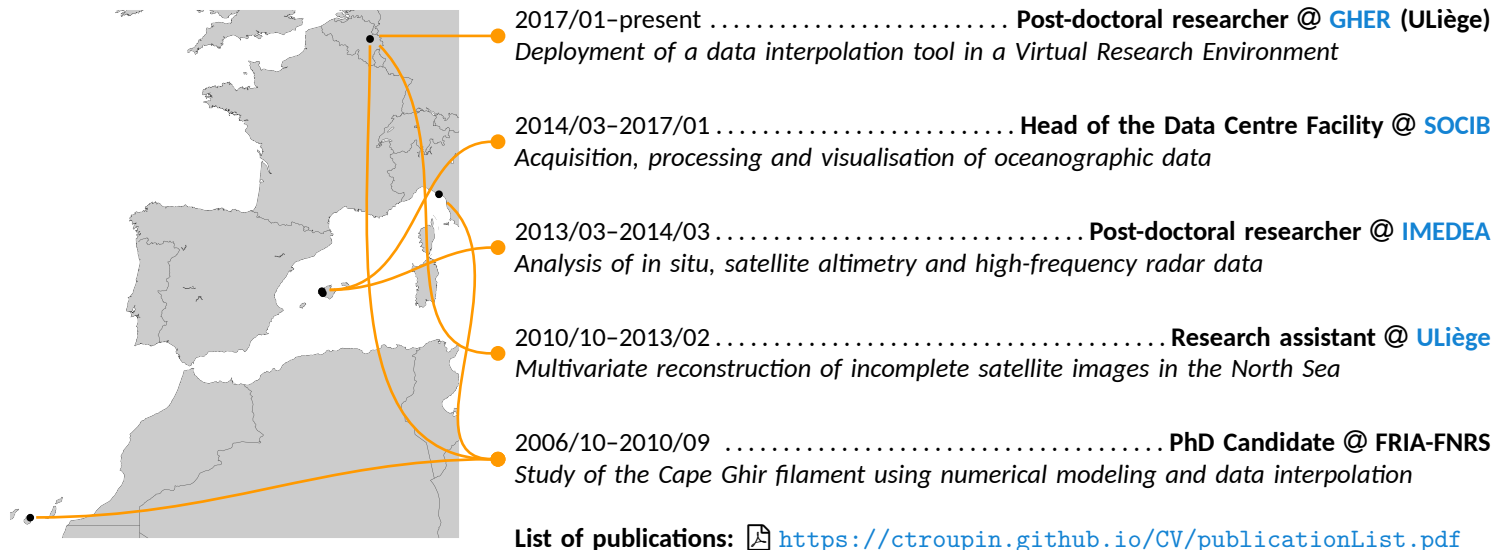 2017/01–present ........................ Post-doctoral researcher @ GHER (ULiège)
Deployment of a data interpolation tool in a Virtual Research Environment
2014/03–2017/01 ........................ Head of the Data Centre Facility @ SOCIB
Acquisition, processing and visualisation of oceanographic data
2013/03–2014/03 ........................ Post-doctoral researcher @ IMEDEA
Analysis of in situ, satellite altimetry and high-frequency radar data
2010/10–2013/02 ........................ Research assistant @ ULiège
Multivariate reconstruction of incomplete satellite images in the North Sea
2006/10–2010/09 ........................ PhD Candidate @ FRIA-FNRS
Study of the Cape Ghir filament using numerical modeling and data interpolation
List of publications: https://ctroupin.github.io/CV/publicationList.pdf